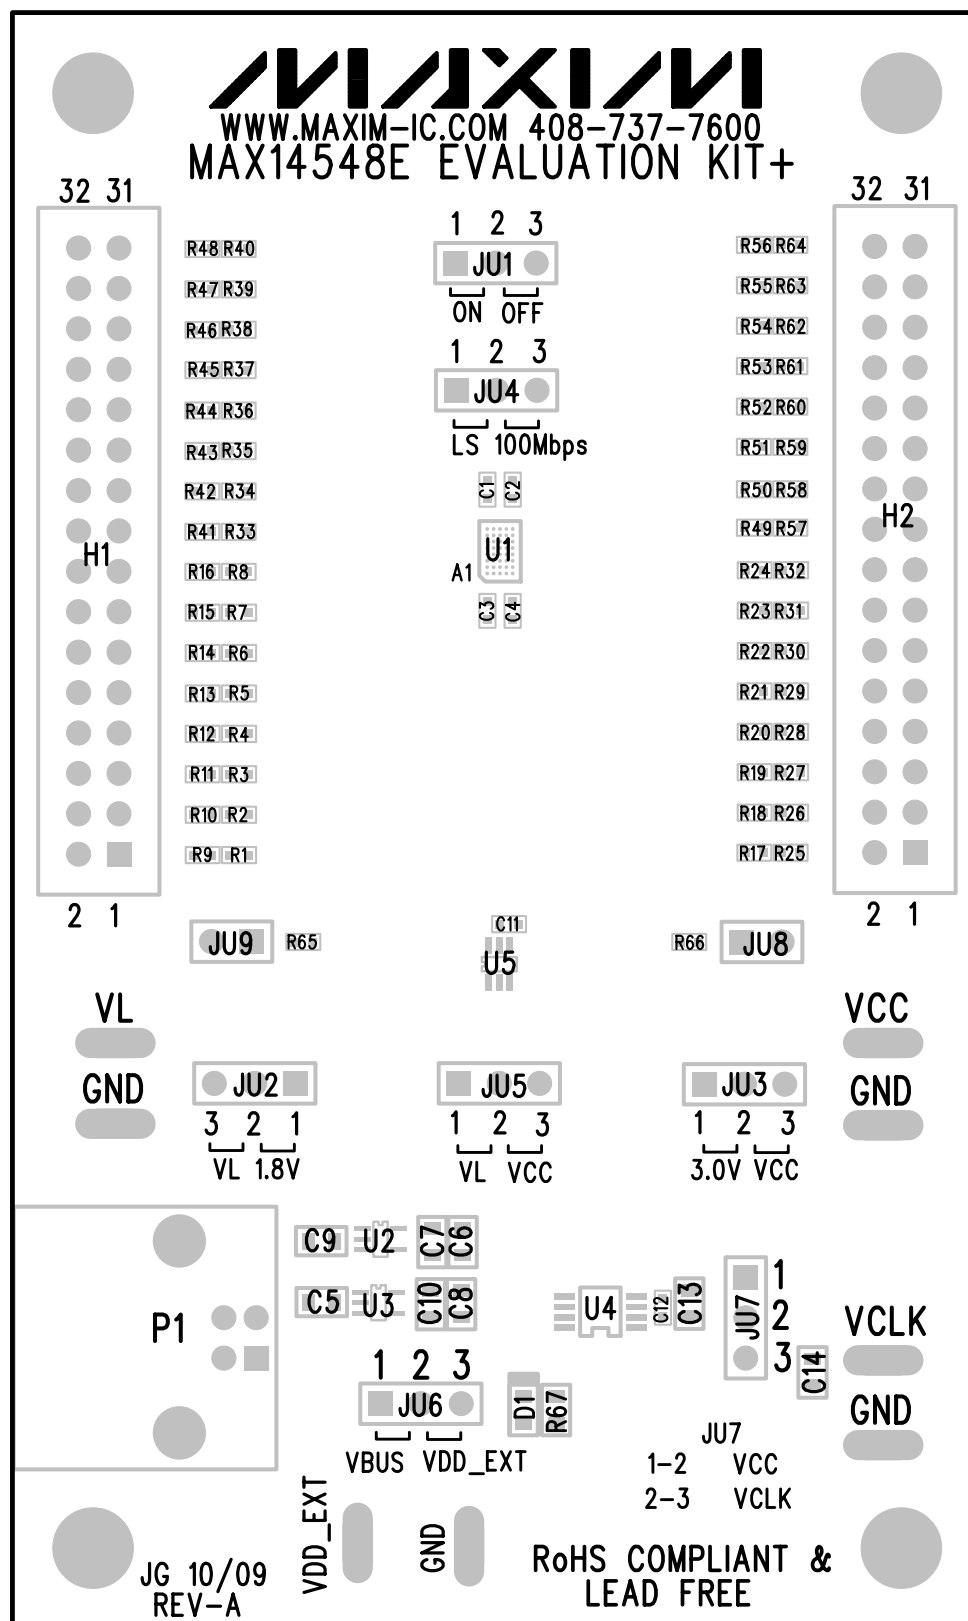 MAXIM
WWW.MAXIM-IC.COM 408-737-7600
MAX14548E EVALUATION KIT+
32 31
32 31
1 2 3
JU1
ON OFF
1 2 3
JU4
LS 100Mbps
C1 C2
U1
A1
C3 C4
H1
H2
R48 R40
R47 R39
R46 R38
R45 R37
R44 R36
R43 R35
R42 R34
R41 R33
R16 R8
R15 R7
R14 R6
R13 R5
R12 R4
R11 R3
R10 R2
R9 R1
R56 R64
R55 R63
R54 R62
R53 R61
R52 R60
R51 R59
R50 R58
R49 R57
R24 R32
R23 R31
R22 R30
R21 R29
R20 R28
R19 R27
R18 R26
R17 R25
2 1
2 1
JU9 R65
C11
U5
R66 JU8
VL
GND
VCC
GND
JU2
3 2 1
VL 1.8V
JU5
1 2 3
VL VCC
JU3
1 2 3
3.0V VCC
P1
C9 U2 C7 C6
C5 U3 C10 C8
U4 C12 C13
JU7
1
2
3
C14
VCLK
GND
1 2 3
JU6
VBUS VDD_EXT
D1 R67
JU7
1-2 VCC
2-3 VCLK
VDD_EXT
GND
JG 10/09
REV-A
RoHS COMPLIANT &
LEAD FREE